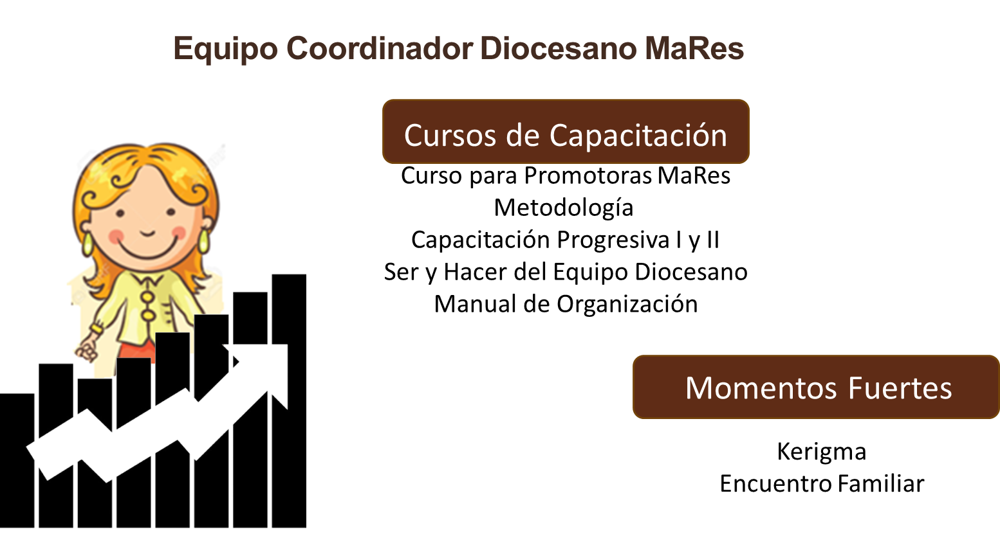 Equipo Coordinador Diocesano MaRes
Cursos de Capacitación
Curso para Promotoras MaRes
Metodología
Capacitación Progresiva I y II
Ser y Hacer del Equipo Diocesano
Manual de Organización
Momentos Fuertes
Kerigma
Encuentro Familiar